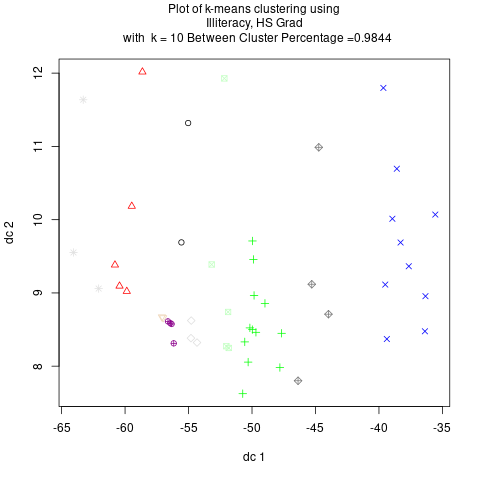 Plot of k-means clustering using
Illiteracy, HS Grad
with k = 10 Between Cluster Percentage =0.9844
12
11
10
9
8
dc 2
-65
-60
-55
-50
-45
-40
-35
dc 1